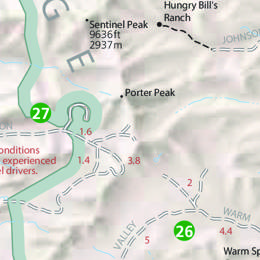 Hungry Bill's
Ranch
Sentinel Peak
9636ft
2937m
JOHNSON
G
E
Porter Peak
27
1.6
onditions
experienced
el drivers.
1.4
3.8
2
WARM
VALLEY
26
4.4
5
Warm Sp